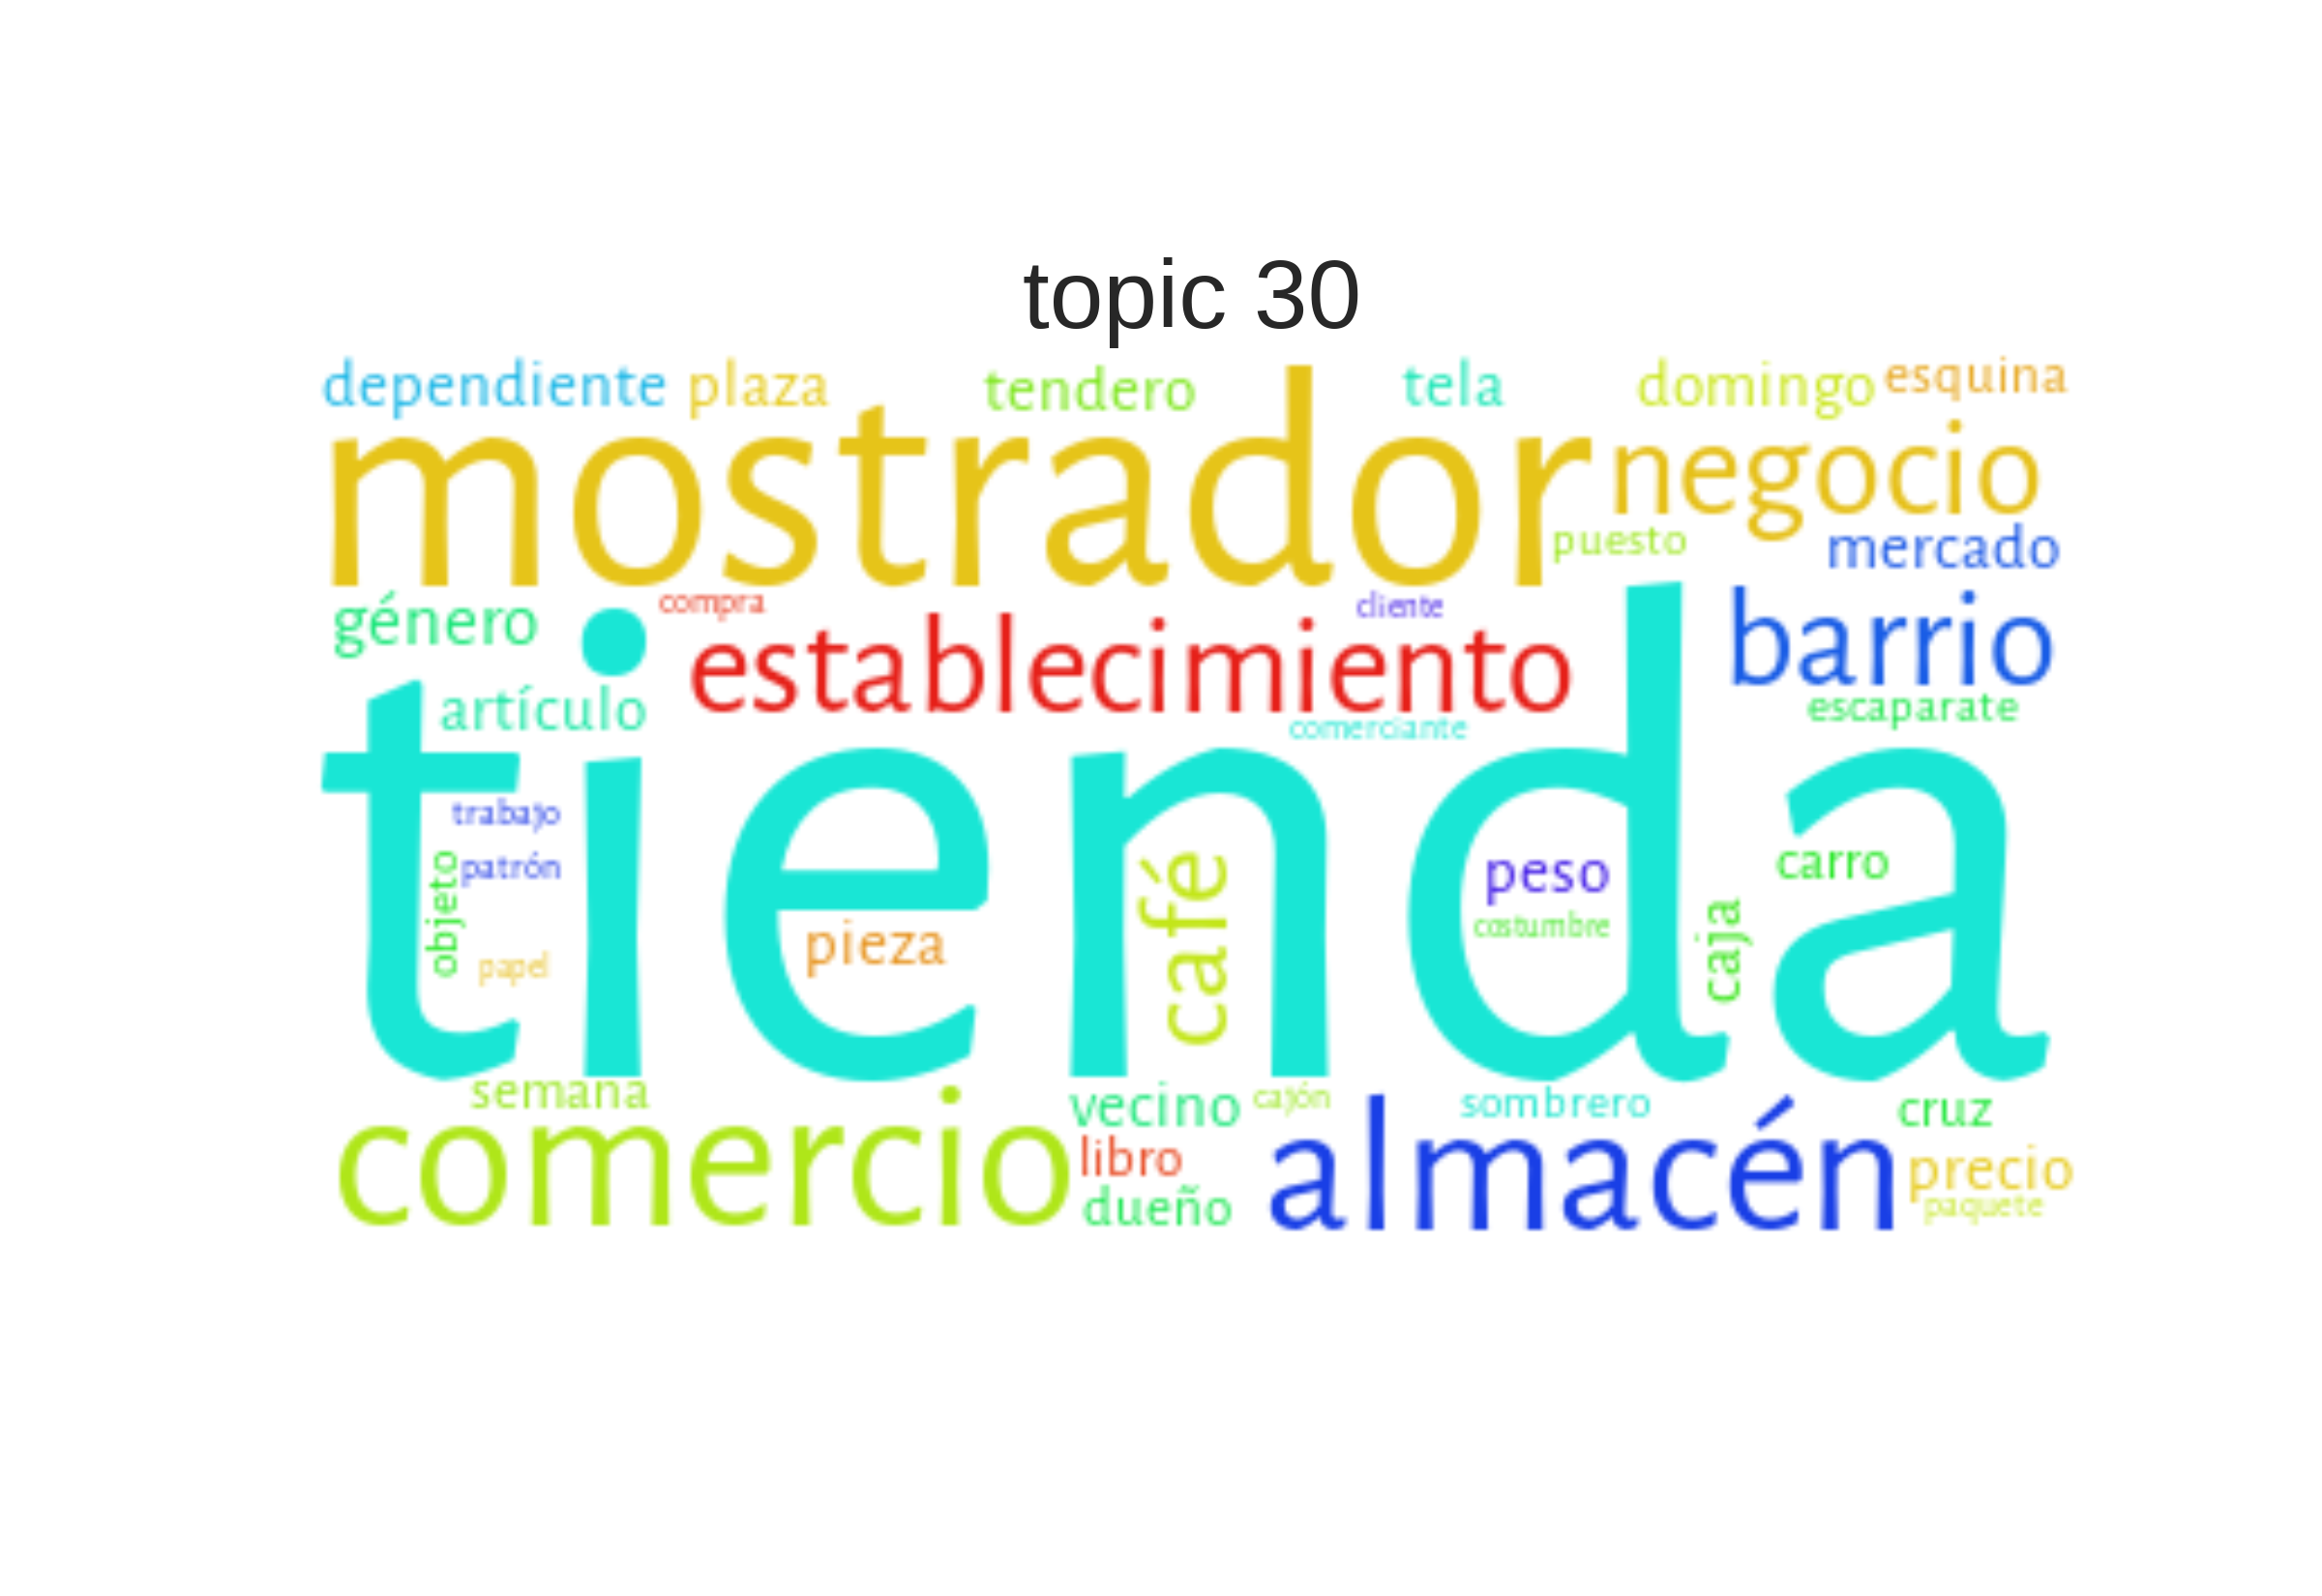 topic 30
dependiente plaza tendero tela domingo esquina
mostrador negocio
puesto mercado
género compra cliente barrio
establecimiento
artículo comerciante escaparate
tienda
trabajo
patrón peso carro
objeto café costumbre caja
pieza
papel
semana vecino cajón sombrero cruz
comercio libro almacén precio
dueño paquete